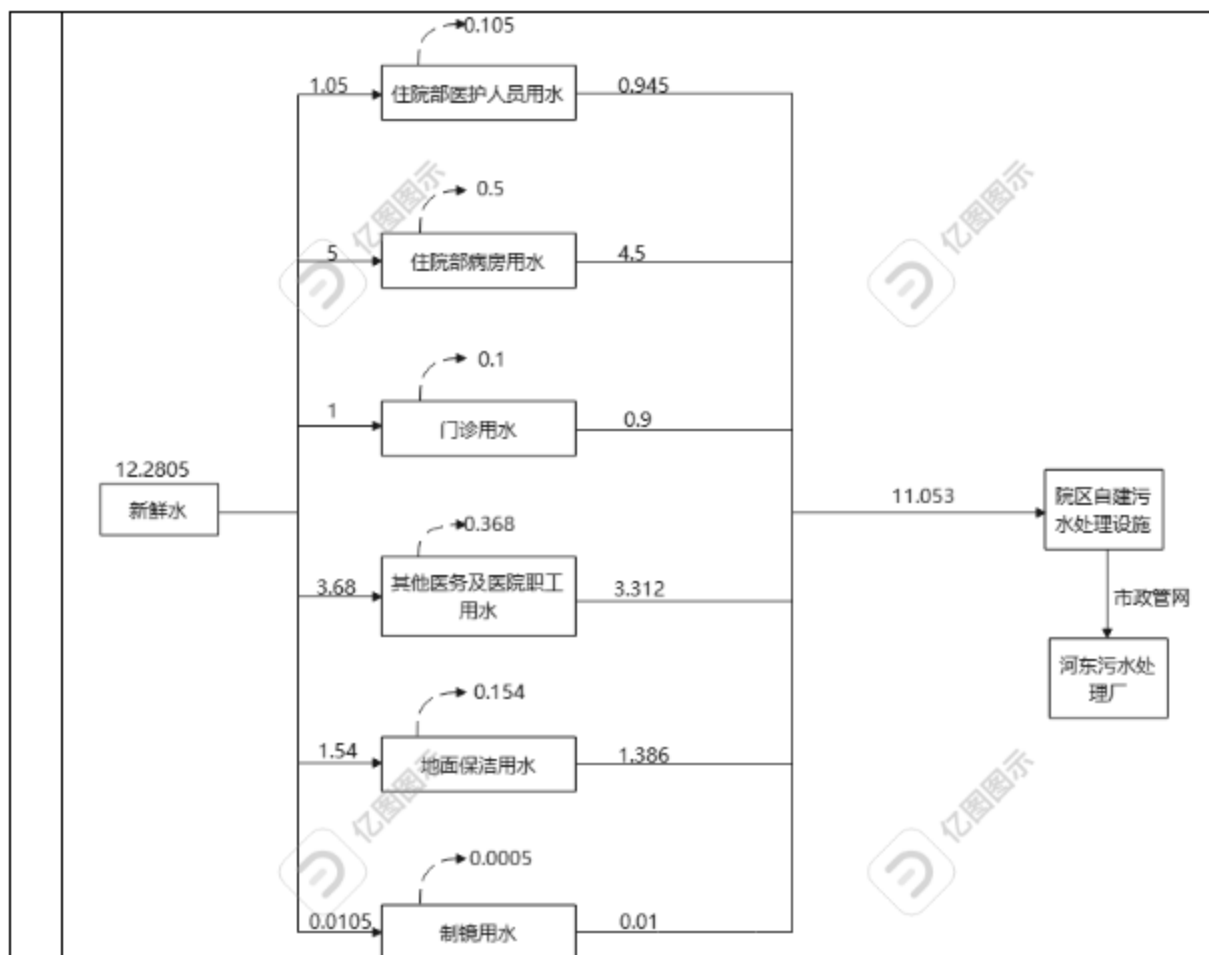 0.105
1.05
住院部医护人员用水
0.945
0.5
5
住院部病房用水
4.5
0.1
1
门诊用水
0.9
12.2805
新鲜水
11.053
院区自建污
水处理设施
0.368
3.68
其他医务及医院职工
用水
3.312
市政管网
河东污水处
理厂
0.154
1.54
地面保洁用水
1.386
0.0005
0.0105
制镜用水
0.01
亿图图示
亿图图示
亿图图示
亿图图示